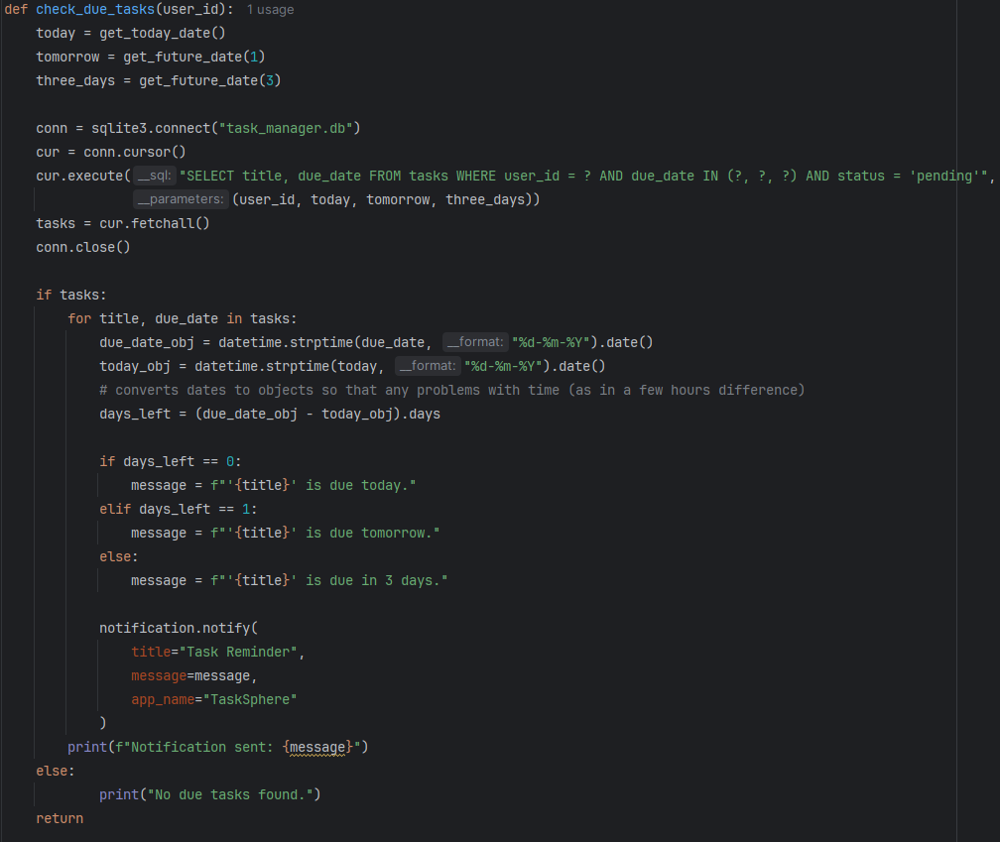 def check_due_tasks(user_id): 1 usage
    today = get_today_date()
    tomorrow = get_future_date(1)
    three_days = get_future_date(3)

    conn = sqlite3.connect("task_manager.db")
    cur = conn.cursor()
    cur.execute( __sql: "SELECT title, due_date FROM tasks WHERE user_id = ? AND due_date IN (?, ?, ?) AND status = 'pending'",
                __parameters: (user_id, today, tomorrow, three_days))
    tasks = cur.fetchall()
    conn.close()

    if tasks:
        for title, due_date in tasks:
            due_date_obj = datetime.strptime(due_date, __format: "%d-%m-%Y").date()
            today_obj = datetime.strptime(today, __format: "%d-%m-%Y").date()
            # converts dates to objects so that any problems with time (as in a few hours difference)
            days_left = (due_date_obj - today_obj).days

            if days_left == 0:
                message = f"'{title}' is due today."
            elif days_left == 1:
                message = f"'{title}' is due tomorrow."
            else:
                message = f"'{title}' is due in 3 days."

            notification.notify(
                title="Task Reminder",
                message=message,
                app_name="TaskSphere"
            )
        print(f"Notification sent: {message}")
    else:
            print("No due tasks found.")
    return